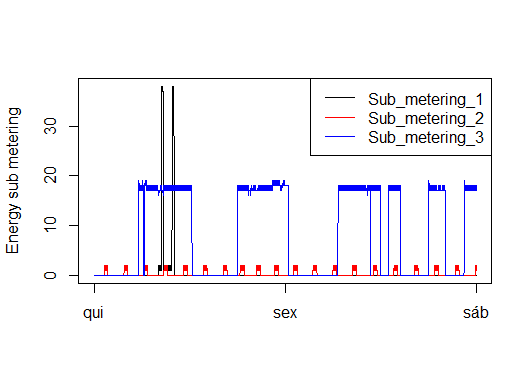 Sub_metering_1
Sub_metering_2
Sub_metering_3
Energy sub metering
30
20
10
0
qui sex sáb